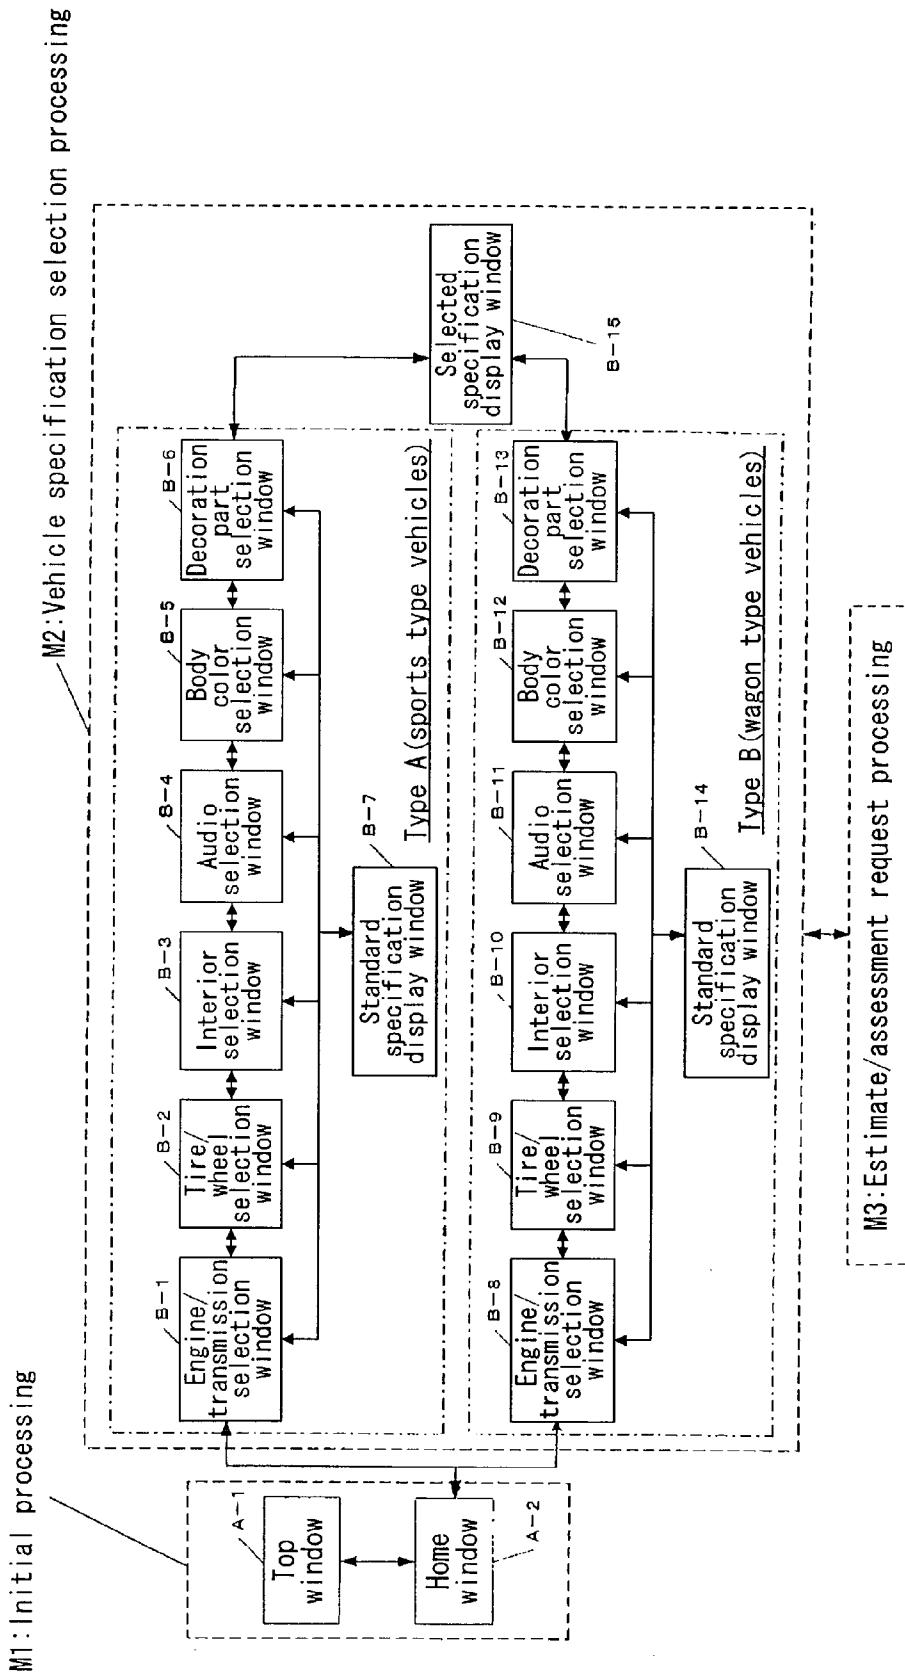 M1:Initial processing
A-1
Top
window
Home
window
A-2
M2:Vehicle specification selection processing
B-1
Engine/
transmission
selection
window
B-2
Tire/
wheel
selection
window
B-3
Interior
selection
window
B-4
Audio
selection
window
B-5
Body
color
selection
window
B-6
Decoration
part
selection
window
B-7
Standard
specification
display window
Type A(sports type vehicles)
B-8
Engine/
transmission
selection
window
B-9
Tire/
wheel
selection
window
B-10
Interior
selection
window
B-11
Audio
selection
window
B-12
Body
color
selection
window
B-13
Decoration
part
selection
window
B-14
Standard
specification
display window
Type B(wagon type vehicles)
Selected
specification
display window
B-15
M3:Estimate/assessment request processing